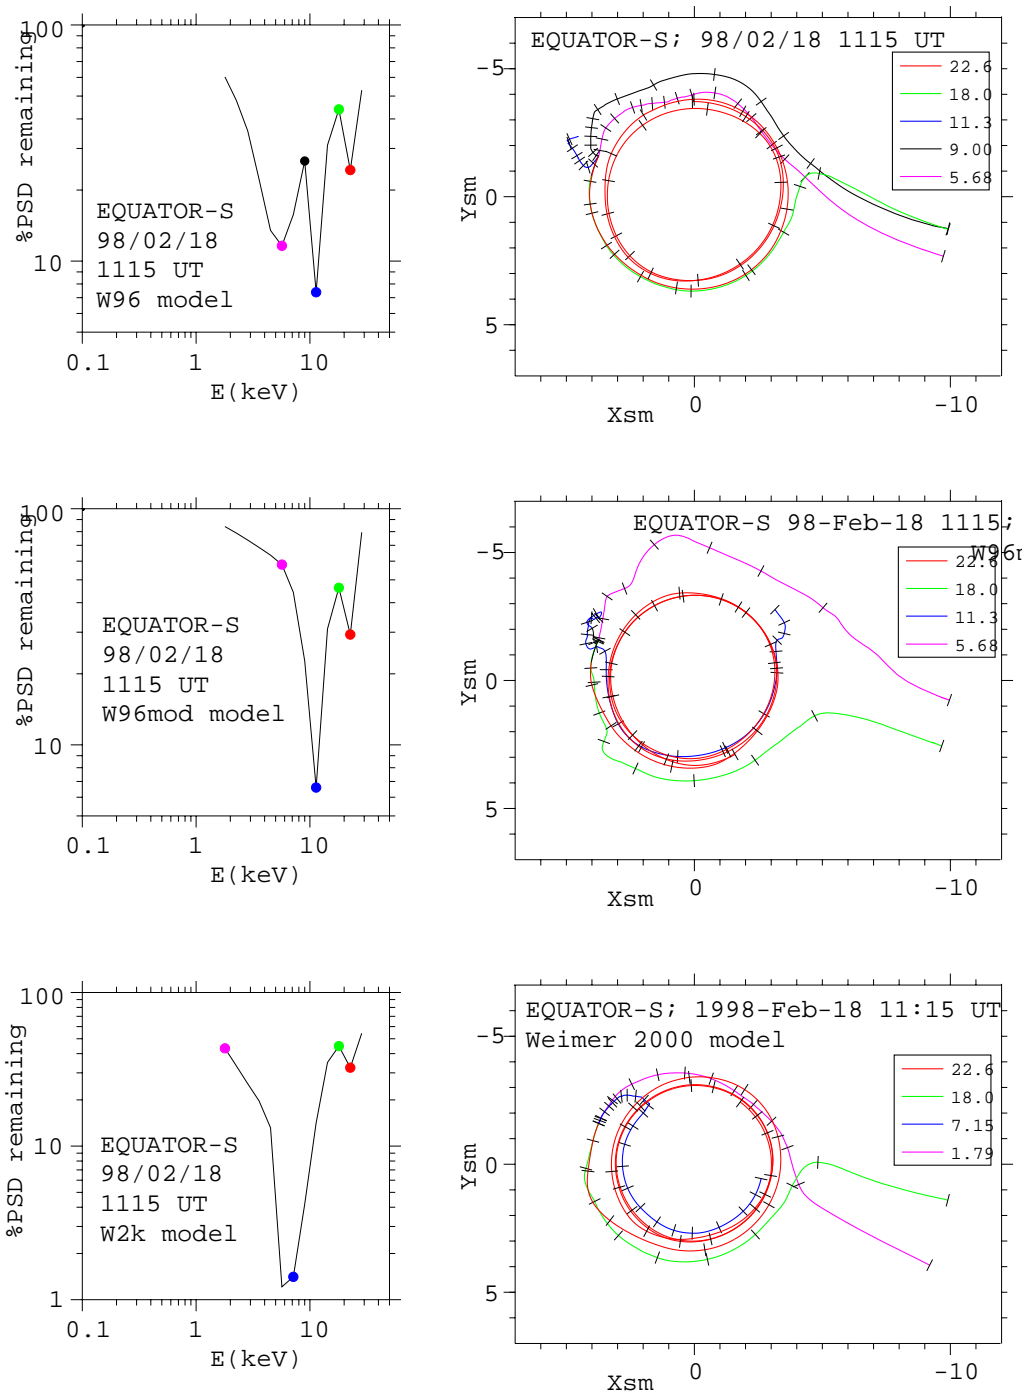 100
10
%PSD remaining
EQUATOR-S
98/02/18
1115 UT
W96 model
0.1 1 10
E(keV)
EQUATOR-S; 98/02/18 1115 UT
22.6
18.0
11.3
9.00
5.68
-5
0
5
Ysm
0 -10
Xsm
100
10
%PSD remaining
EQUATOR-S
98/02/18
1115 UT
W96mod model
0.1 1 10
E(keV)
EQUATOR-S 98-Feb-18 1115;
W96m
22.6
18.0
11.3
5.68
-5
0
5
Ysm
0 -10
Xsm
100
10
1
%PSD remaining
EQUATOR-S
98/02/18
1115 UT
W2k model
0.1 1 10
E(keV)
EQUATOR-S; 1998-Feb-18 11:15 UT
Weimer 2000 model
22.6
18.0
7.15
1.79
-5
0
5
Ysm
0 -10
Xsm